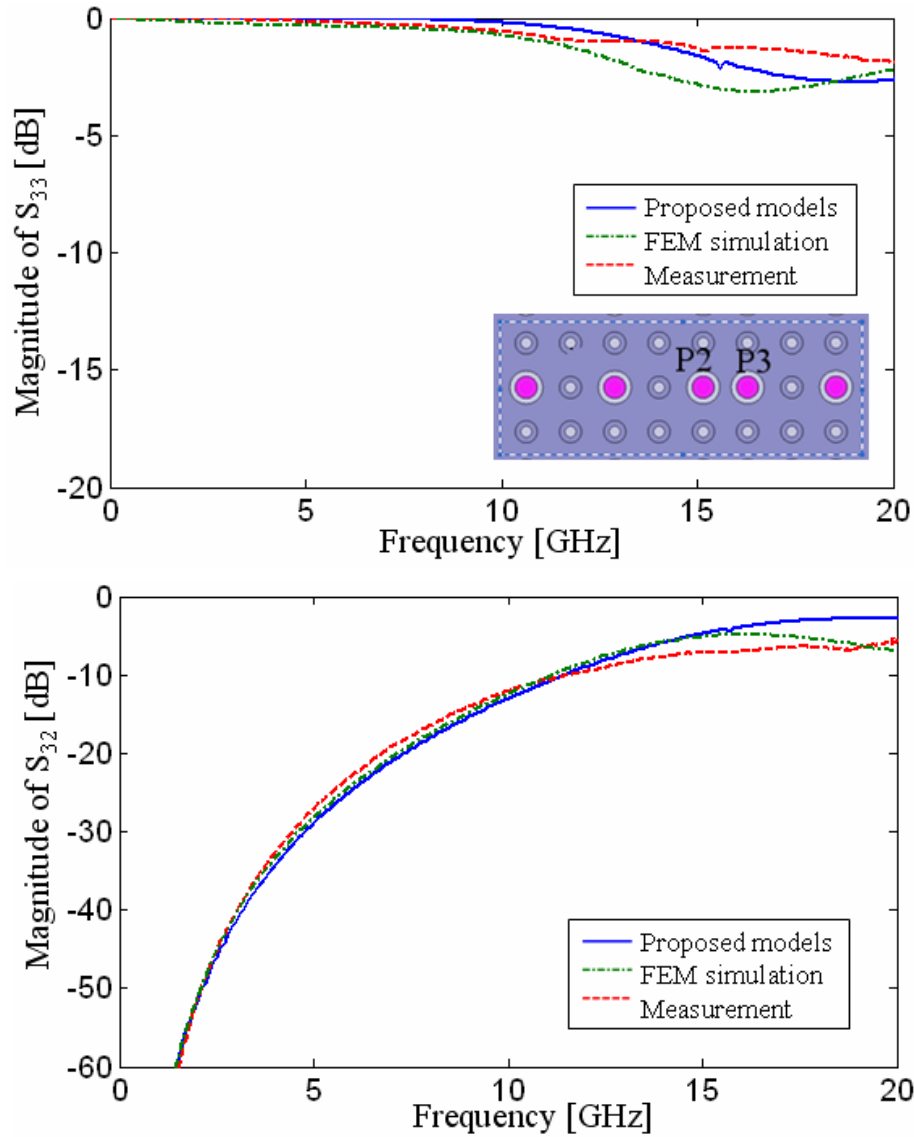 0
-5
-10
-15
-20
Magnitude of S33 [dB]
Proposed models
FEM simulation
Measurement
P2 P3
0 5 10 15 20
Frequency [GHz]
0
-10
-20
-30
-40
-50
-60
Magnitude of S32 [dB]
Proposed models
FEM simulation
Measurement
0 5 10 15 20
Frequency [GHz]